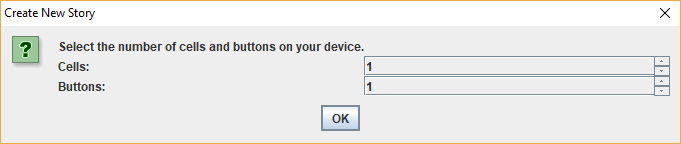 Create New Story
Select the number of cells and buttons on your device.
Cells: 1
Buttons: 1
OK